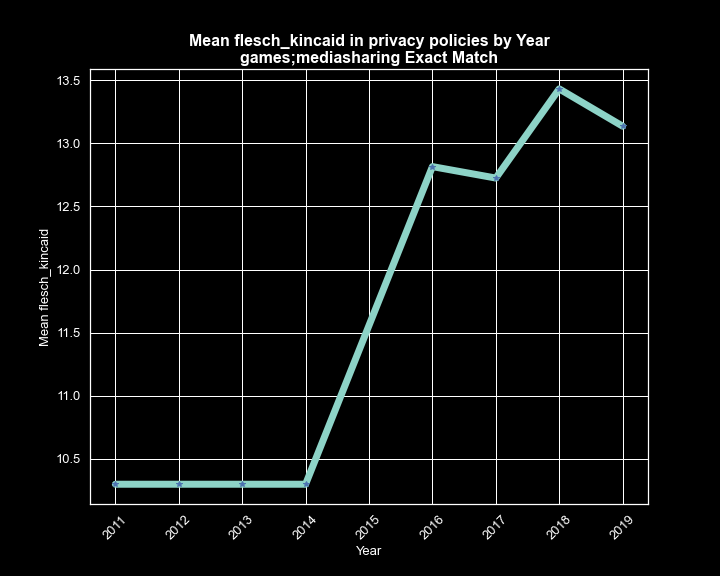 Mean flesch_kincaid in privacy policies by Year
games;mediasharing Exact Match
13.5
13.0
12.5
12.0
11.5
11.0
10.5
Mean flesch_kincaid
2011 2012 2013 2014 2015 2016 2017 2018 2019
Year